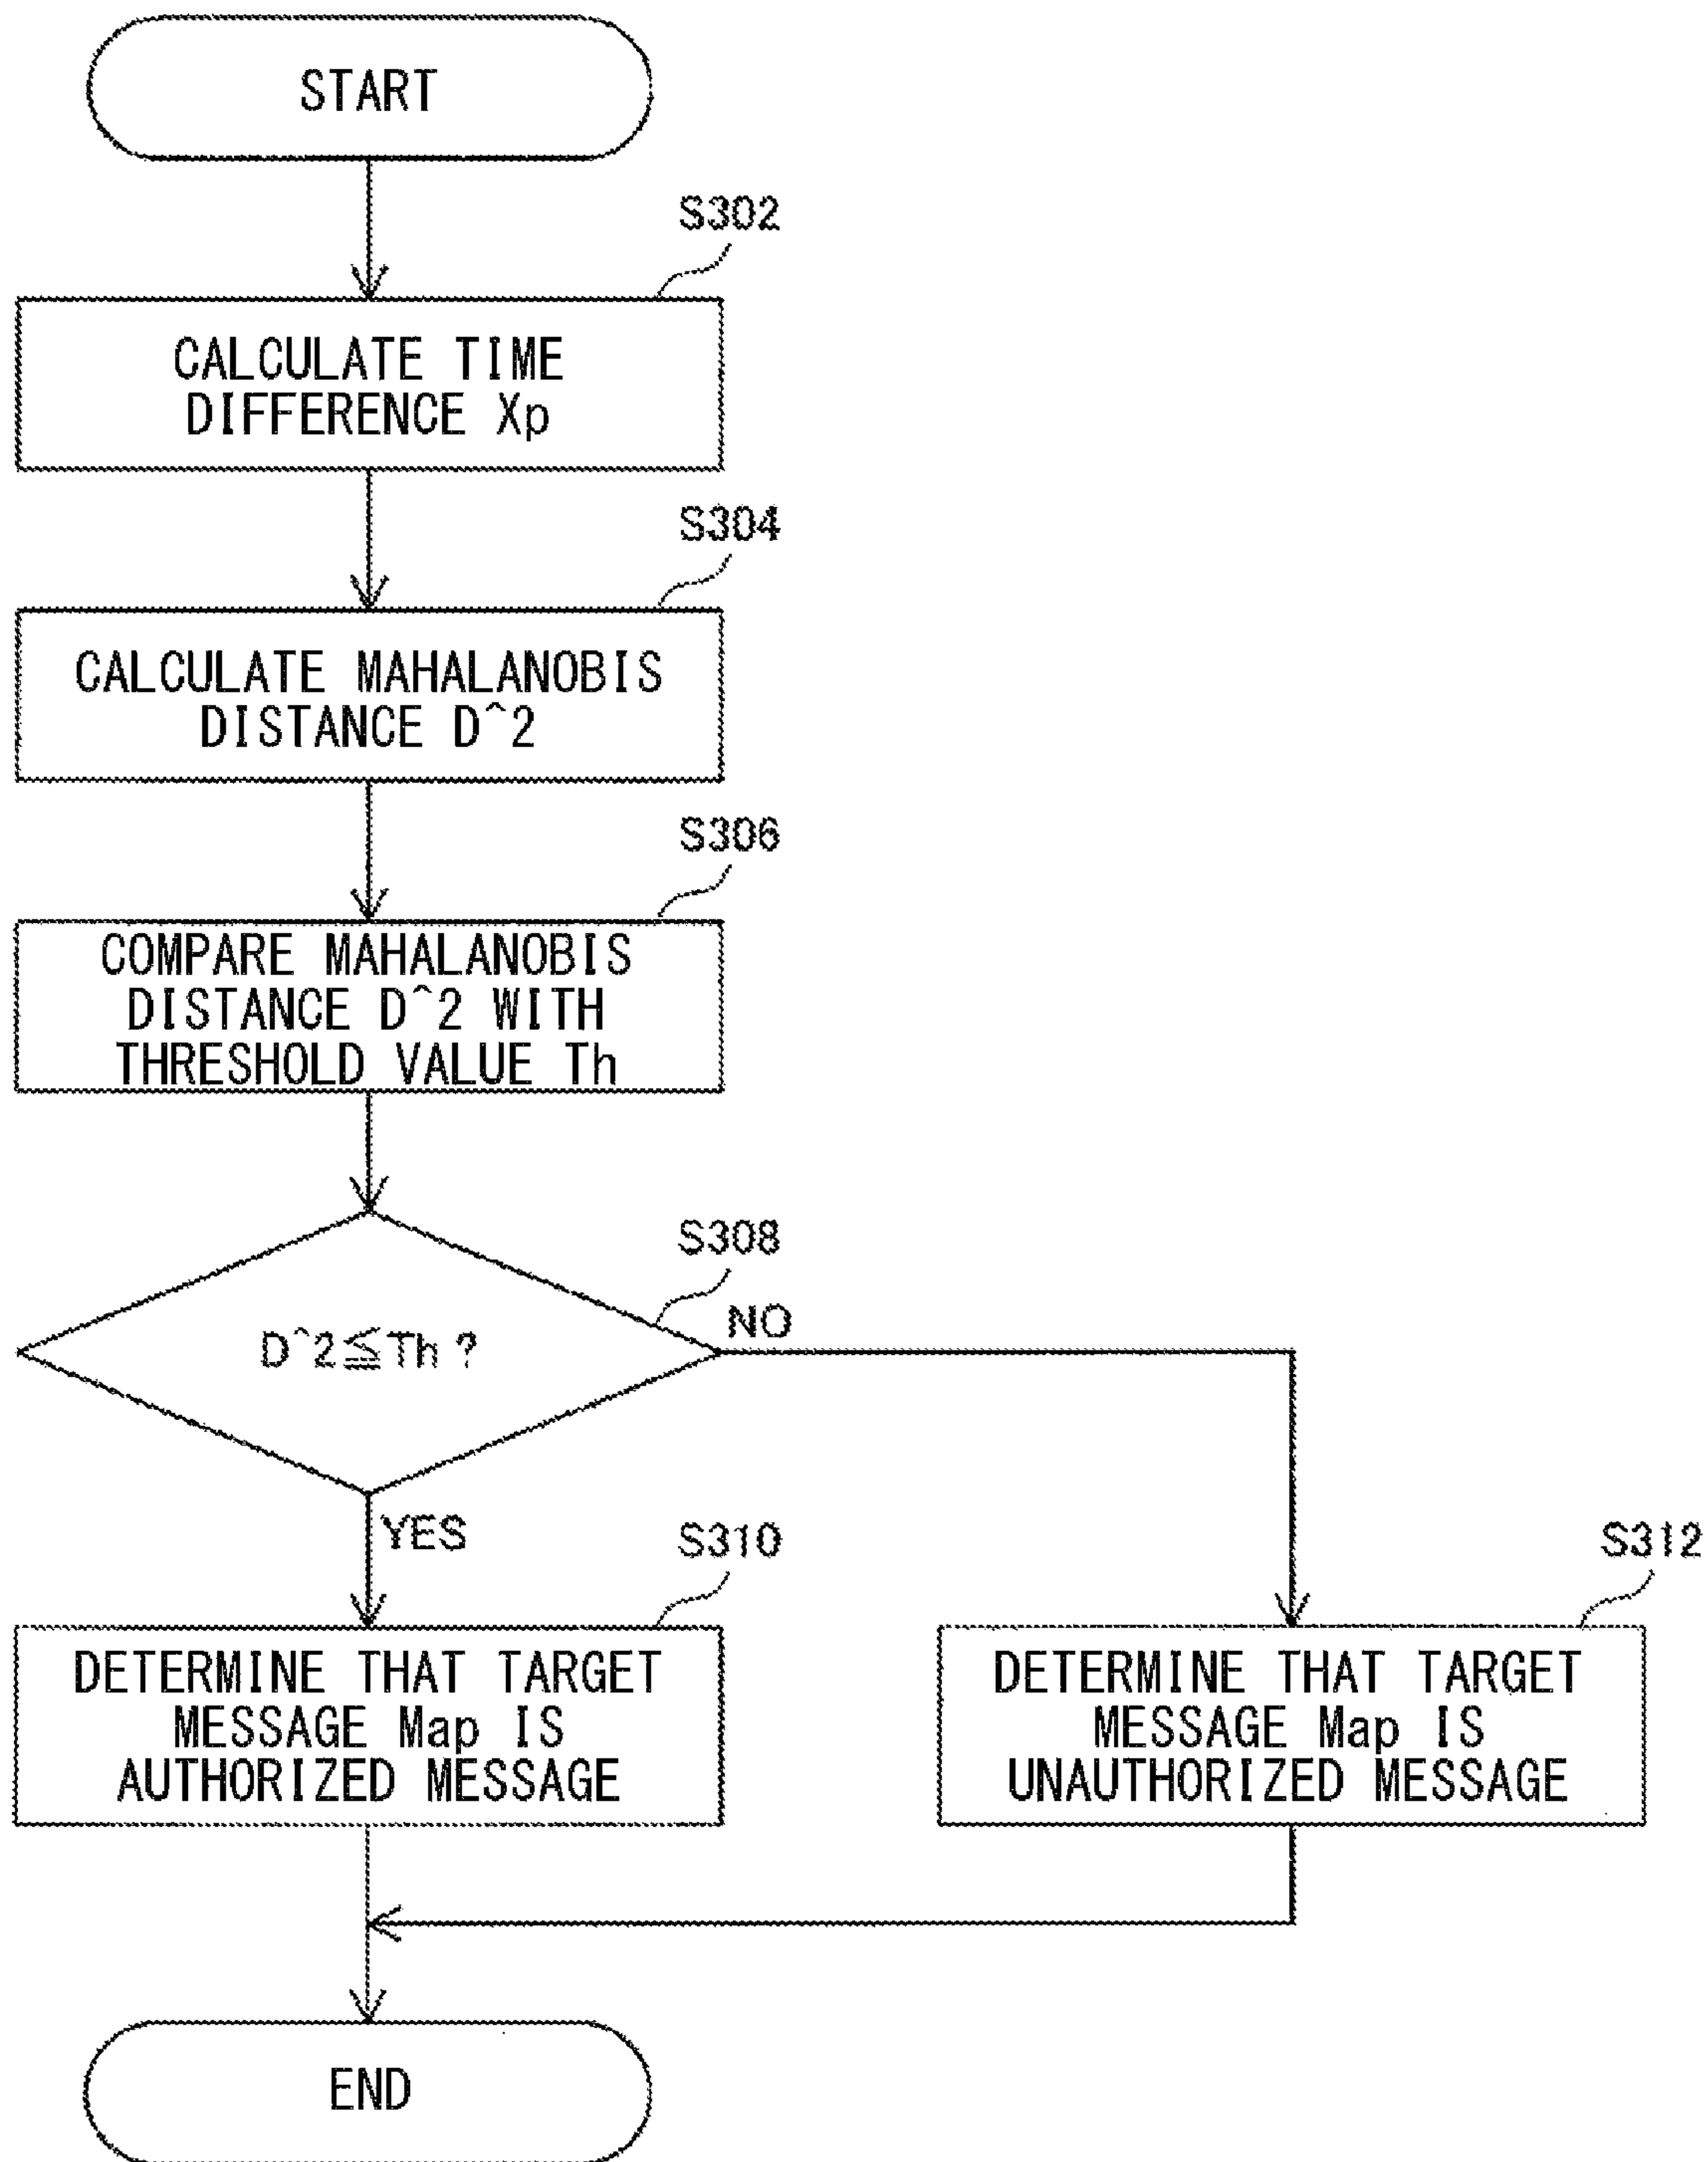 START
S302
CALCULATE TIME
DIFFERENCE Xp
S304
CALCULATE MAHALANOBIS
DISTANCE D^2
S306
COMPARE MAHALANOBIS
DISTANCE D^2 WITH
THRESHOLD VALUE Th
S308
D^2≦Th ?
NO
YES
S310
DETERMINE THAT TARGET
MESSAGE Map IS
AUTHORIZED MESSAGE
S312
DETERMINE THAT TARGET
MESSAGE Map IS
UNAUTHORIZED MESSAGE
END